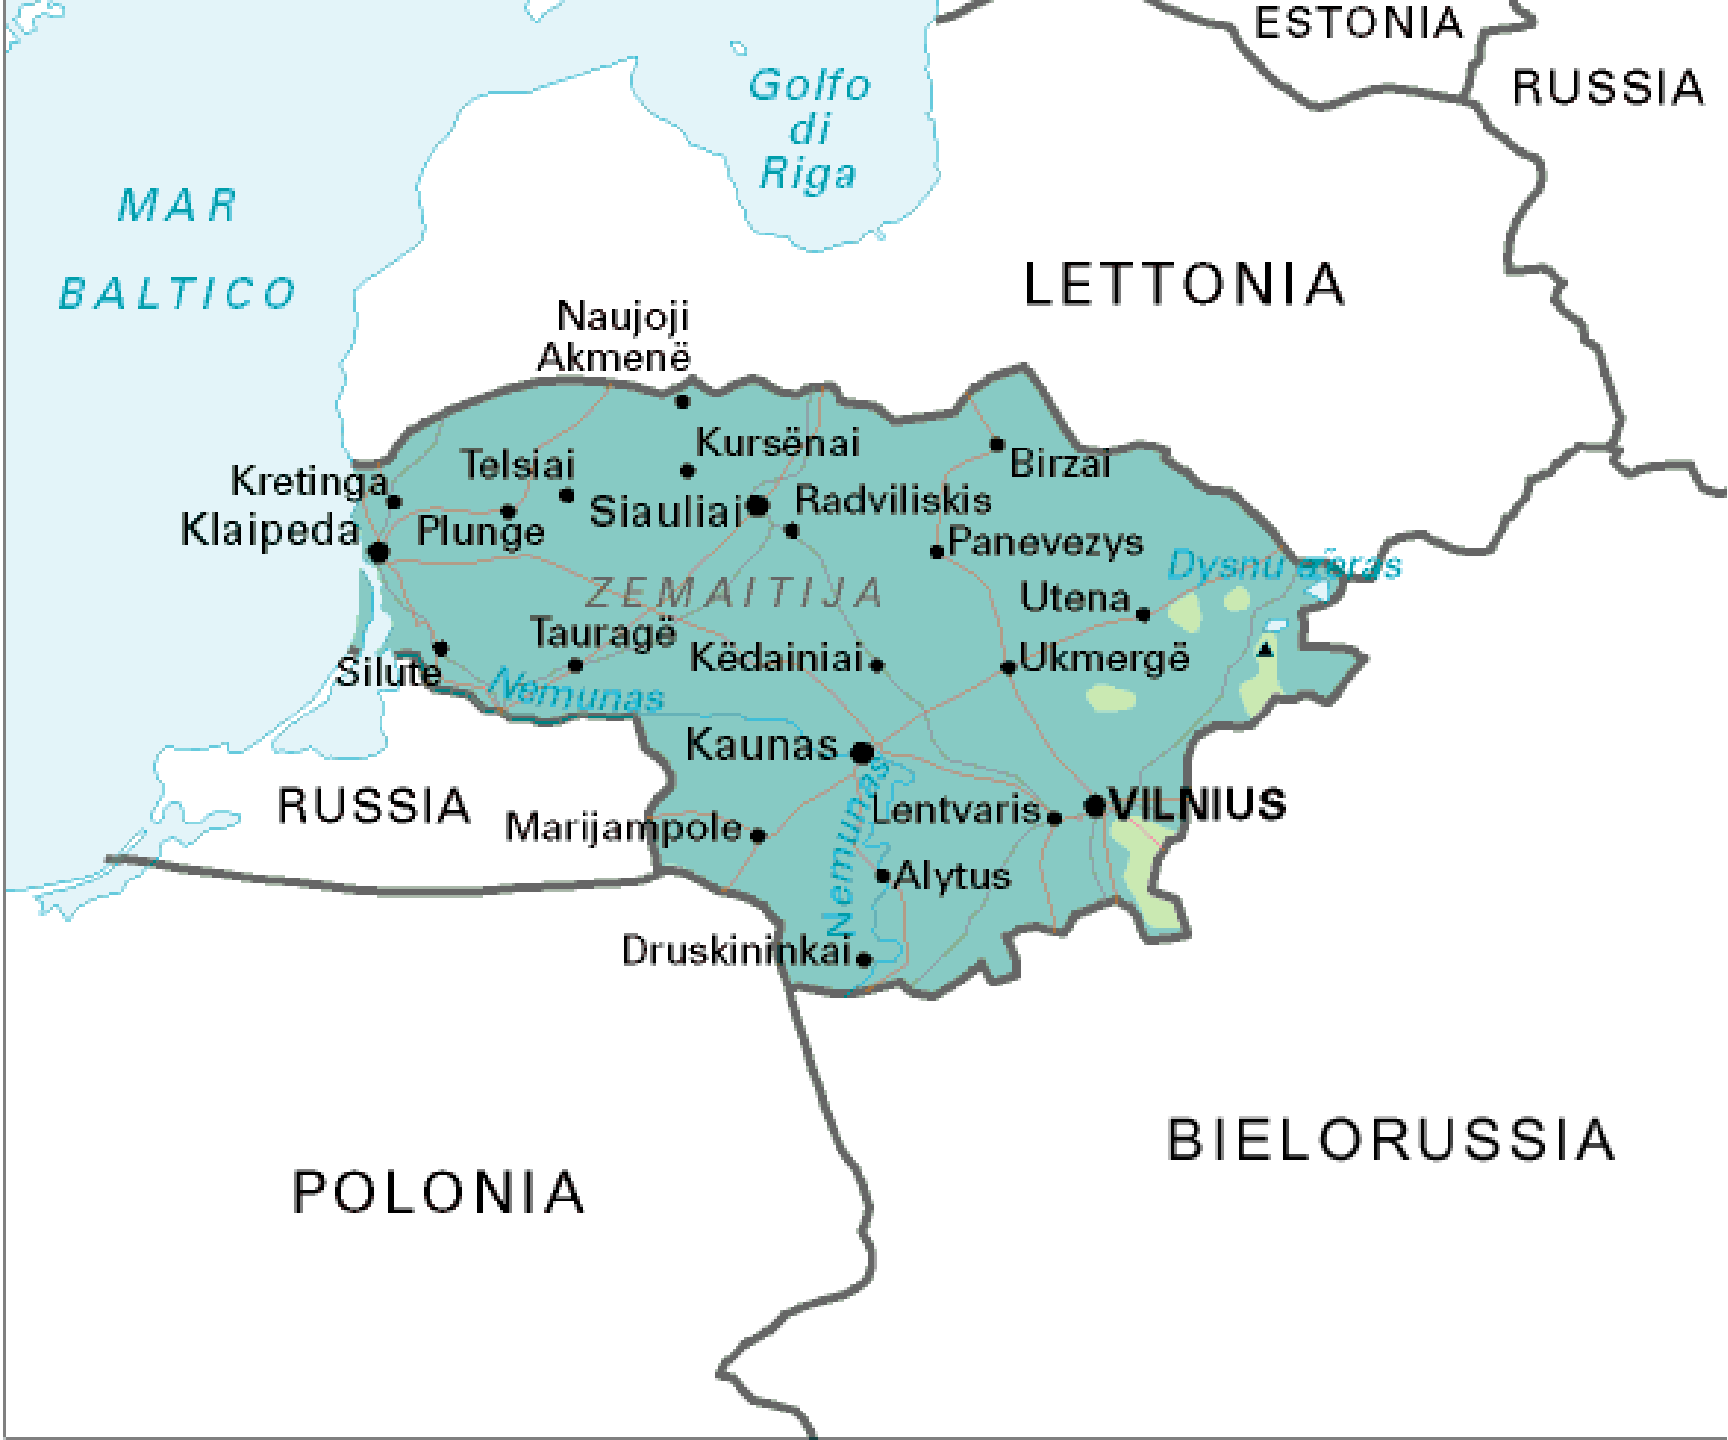 ESTONIA
RUSSIA
Golfo
di
Riga
MAR
BALTICO
LETTONIA
Naujoji
Akmenë
Kursënai
Telsiai
Birzai
Kretinga
Siauliai
Radviliskis
Klaipeda
Plunge
Panevezys
Dysnu
ZEMAITIJA
Utena
Tauragë
Këdainiai
Ukmergë
Silute
Nemunas
Kaunas
Nemunas
RUSSIA
Lentvaris
VILNIUS
Marijampole
Alytus
Druskininkai
BIELORUSSIA
POLONIA